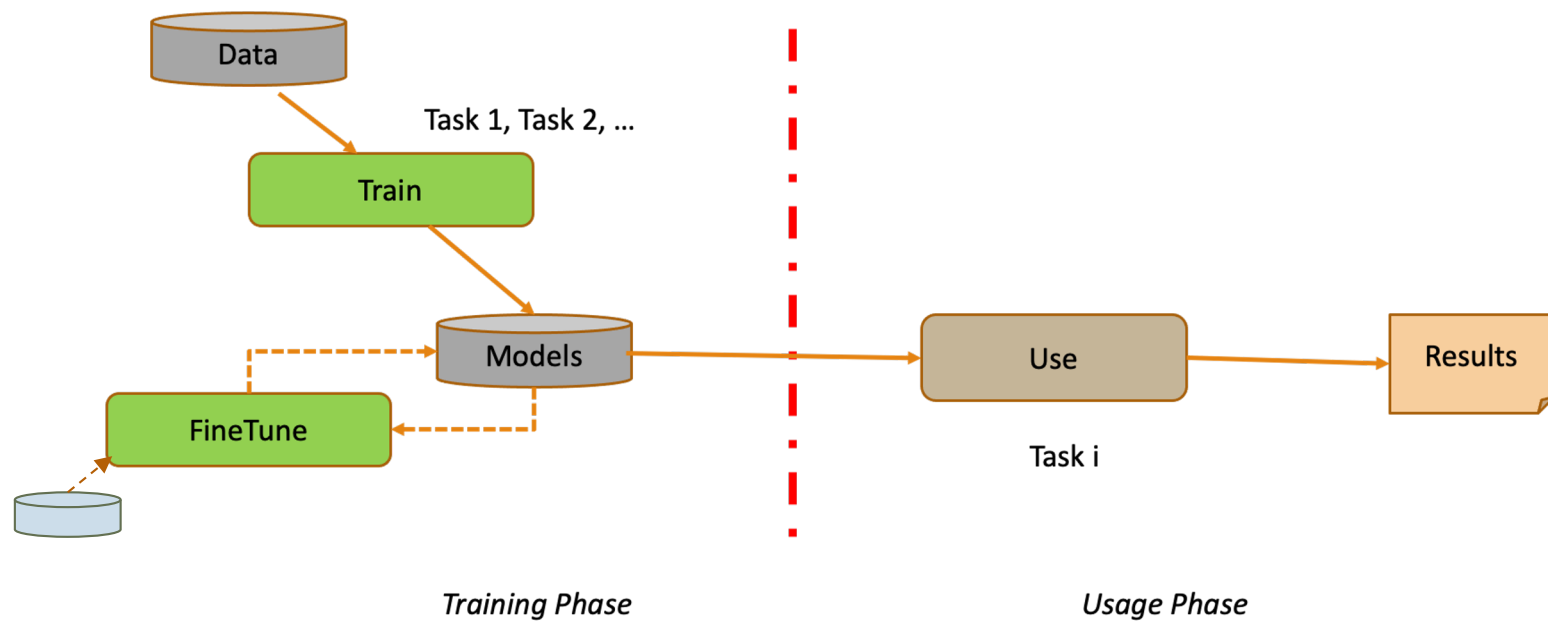 Data
Task 1, Task 2, ...
Train
Models
Use
Results
FineTune
Task i
Training Phase
Usage Phase